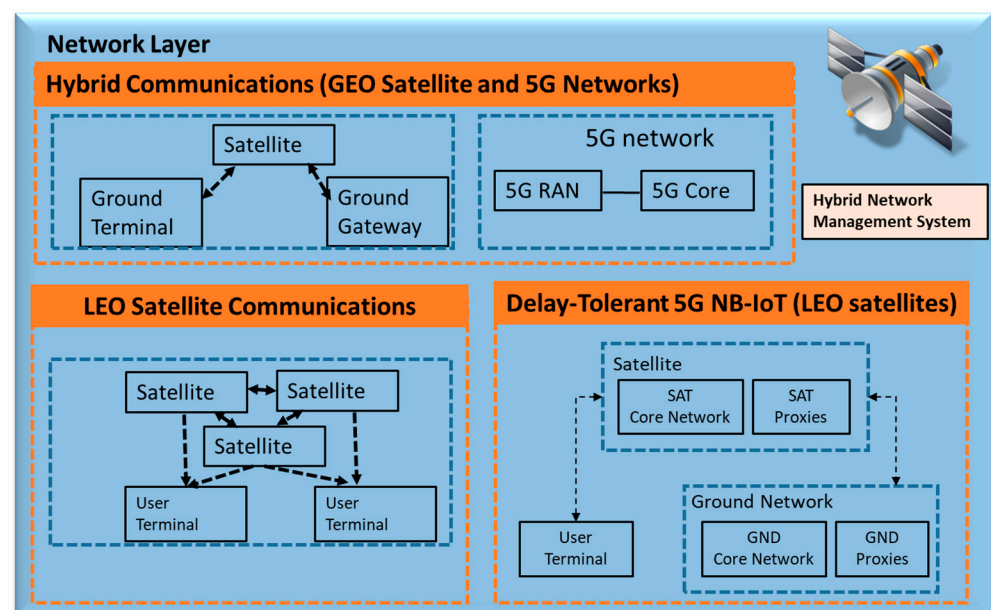 Network Layer
Hybrid Communications (GEO Satellite and 5G Networks)
Satellite
Ground
Terminal
Ground
Gateway
5G network
5G RAN
5G Core
Hybrid Network
Management System
LEO Satellite Communications
Satellite
Satellite
Satellite
User
Terminal
User
Terminal
Delay-Tolerant 5G NB-IoT (LEO satellites)
Satellite
SAT
Core Network
SAT
Proxies
User
Terminal
Ground Network
GND
Core Network
GND
Proxies